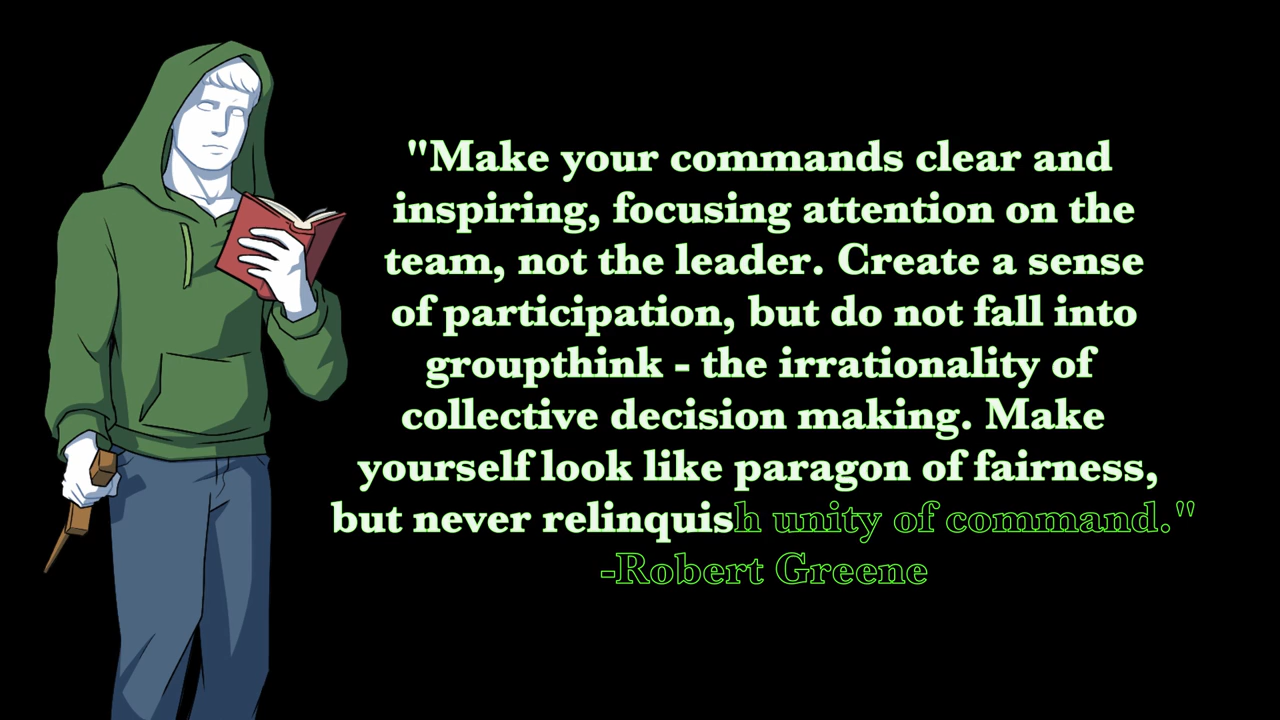 "Make your commands clear and
inspiring, focusing attention on the
team, not the leader. Create a sense
of participation, but do not fall into
groupthink - the irrationality of
collective decision making. Make
yourself look like paragon of fairness,
but never relinquish unity of command."
-Robert Greene